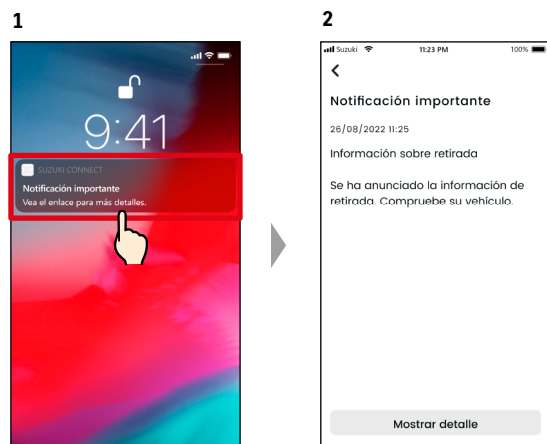 1
2
9:41
SUZUKI CONNECT
Notificación importante
Vea el enlace para más detalles.
Suzuki 11:23 PM 100%
Notificación importante
26/08/2022 11:25
Información sobre retirada
Se ha anunciado la información de
retirada. Compruebe su vehículo.
Mostrar detalle